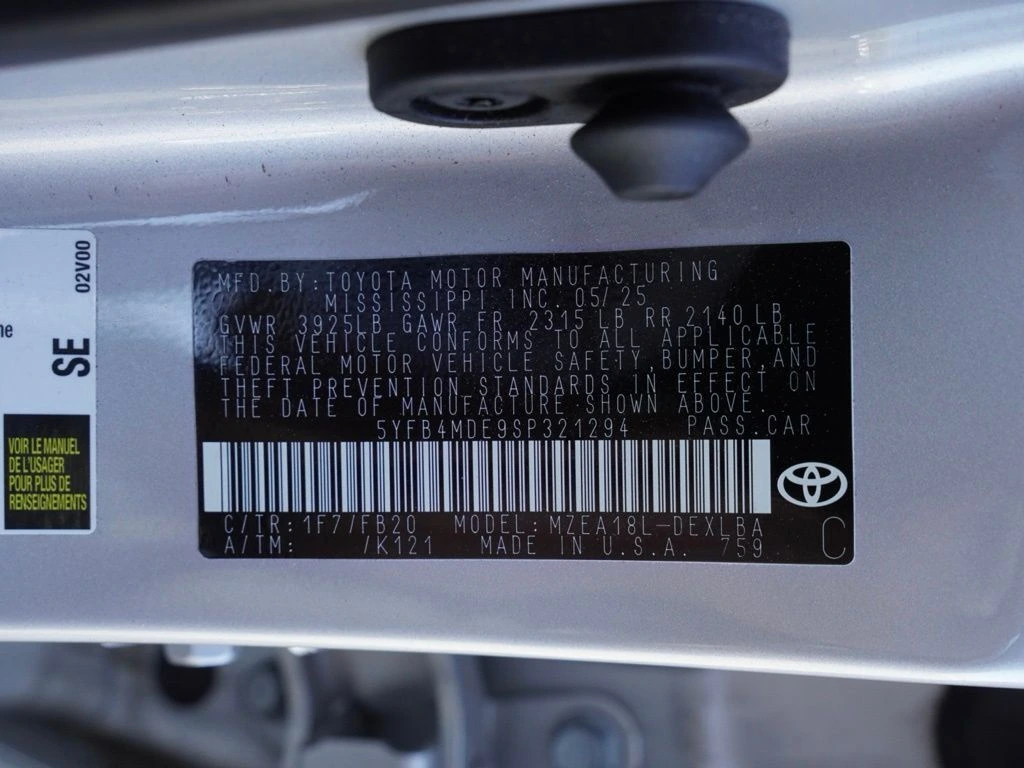 02V00
ne
SE
VOIR LE MANUEL
DE L'USAGER
POUR PLUS DE
RENSEIGNEMENTS
MFD.BY:TOYOTA MOTOR MANUFACTURING
MISSISSIPPI INC. 05/25
GVWR 3925LB GAWR FR 2315 LB RR 2140 LB
THIS VEHICLE CONFORMS TO ALL APPLICABLE
FEDERAL MOTOR VEHICLE SAFETY, BUMPER, AND
THEFT PREVENTION STANDARDS IN EFFECT ON
THE DATE OF MANUFACTURE SHOWN ABOVE.
5YFB4MDE9SP321294 PASS.CAR
C/TR:1F7/FB20 MODEL:MZEA18L-DEXLBA
A/TM: /K121 MADE IN U.S.A. 759
C